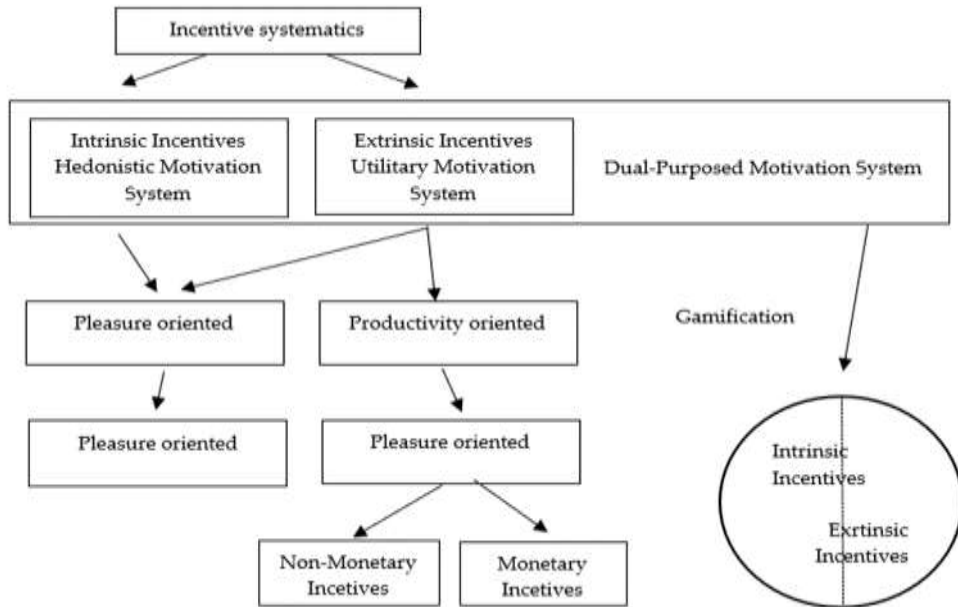 Incentive systematics
Intrinsic Incentives
Hedonistic Motivation
System
Extrinsic Incentives
Utilitary Motivation
System
Dual-Purposed Motivation System
Pleasure oriented
Productivity oriented
Gamification
Pleasure oriented
Pleasure oriented
Intrinsic
Incentives
Exrtinsic
Incentives
Non-Monetary
Incetives
Monetary
Incetives